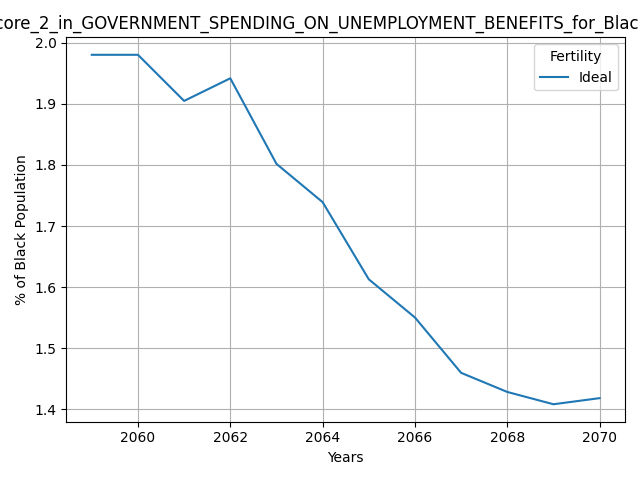 core_2_in_GOVERNMENT_SPENDING_ON_UNEMPLOYMENT_BENEFITS_for_Blac
Fertility
Ideal
2.0
1.9
1.8
1.7
1.6
1.5
1.4
% of Black Population
2060
2062
2064
2066
2068
2070
Years